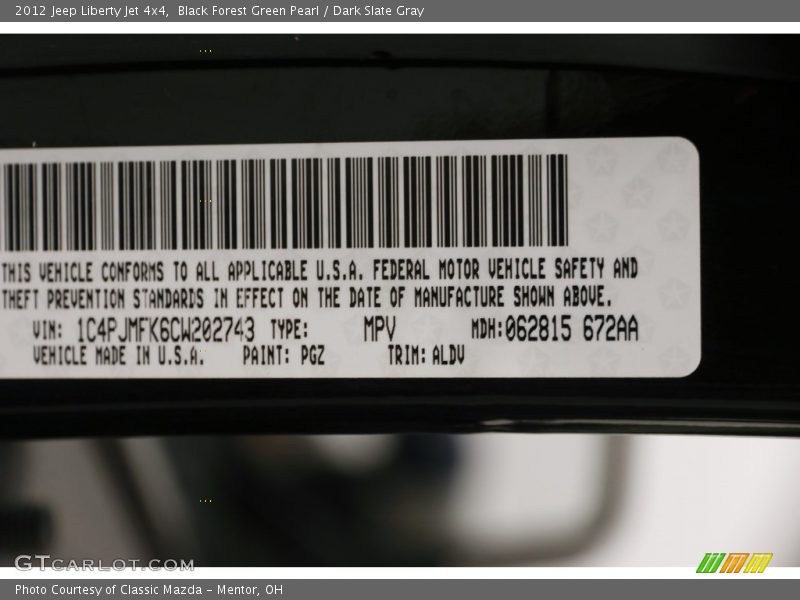 2012 Jeep Liberty Jet 4x4, Black Forest Green Pearl / Dark Slate Gray
THIS VEHICLE CONFORMS TO ALL APPLICABLE U.S.A. FEDERAL MOTOR VEHICLE SAFETY AND
THEFT PREVENTION STANDARDS IN EFFECT ON THE DATE OF MANUFACTURE SHOWN ABOVE.
VIN: 1C4PJMFK6CW202743 TYPE: MPV MDH:062815 672AA
VEHICLE MADE IN U.S.A. PAINT: PGZ TRIM: ALDV
GTCARLOT.COM
Photo Courtesy of Classic Mazda - Mentor, OH